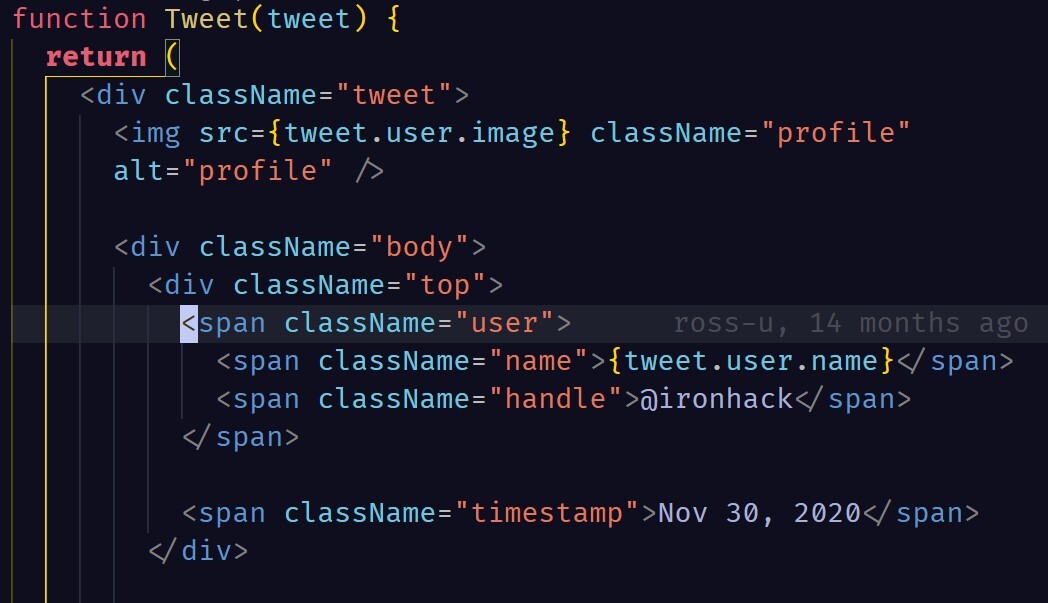 function Tweet(tweet) {
return (
<div className="tweet">
<img src={tweet.user.image} className="profile"
alt="profile" />
<div className="body">
<div className="top">
<span className="user"> ross-u, 14 months ago
<span className="name">{tweet.user.name}</span>
<span className="handle">@ironhack</span>
</span>
<span className="timestamp">Nov 30, 2020</span>
</div>